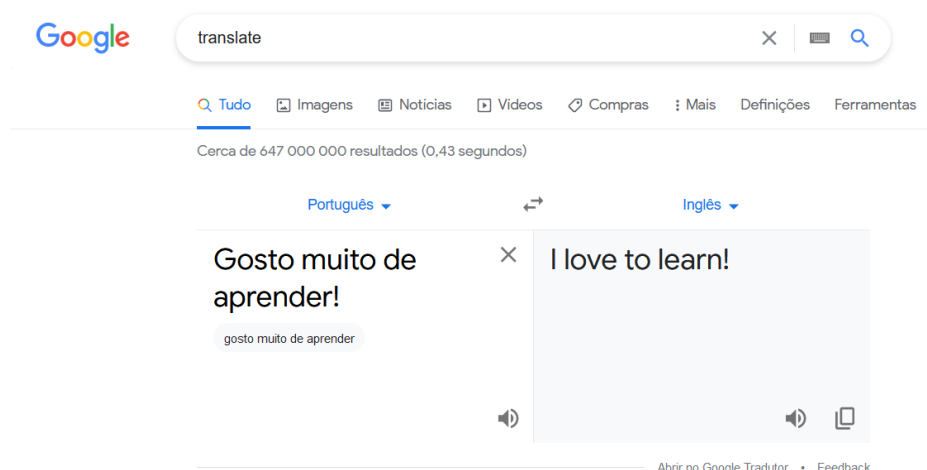 Google
translate
Tudo Imagens Notícias Vídeos Compras Mais Definições Ferramentas
Cerca de 647 000 000 resultados (0,43 segundos)
Português Inglês
Gosto muito de
aprender!
I love to learn!
gosto muito de aprender
Abrir no Google Tradutor • Feedback